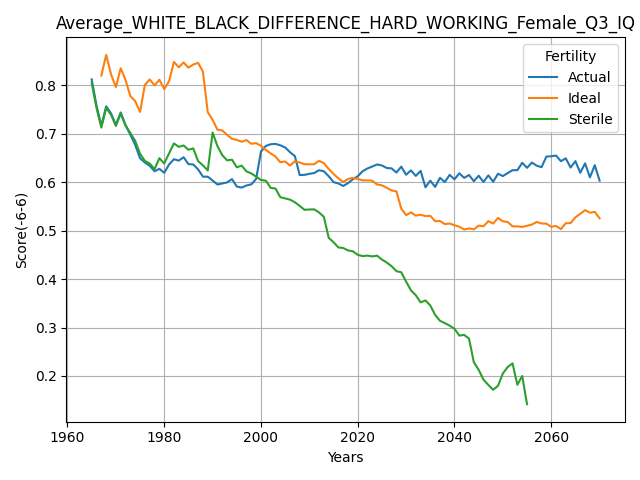 Average_WHITE_BLACK_DIFFERENCE_HARD_WORKING_Female_Q3_IQ
Fertility
Actual
Ideal
Sterile
Score(-6-6)
0.8
0.7
0.6
0.5
0.4
0.3
0.2
1960 1980 2000 2020 2040 2060
Years